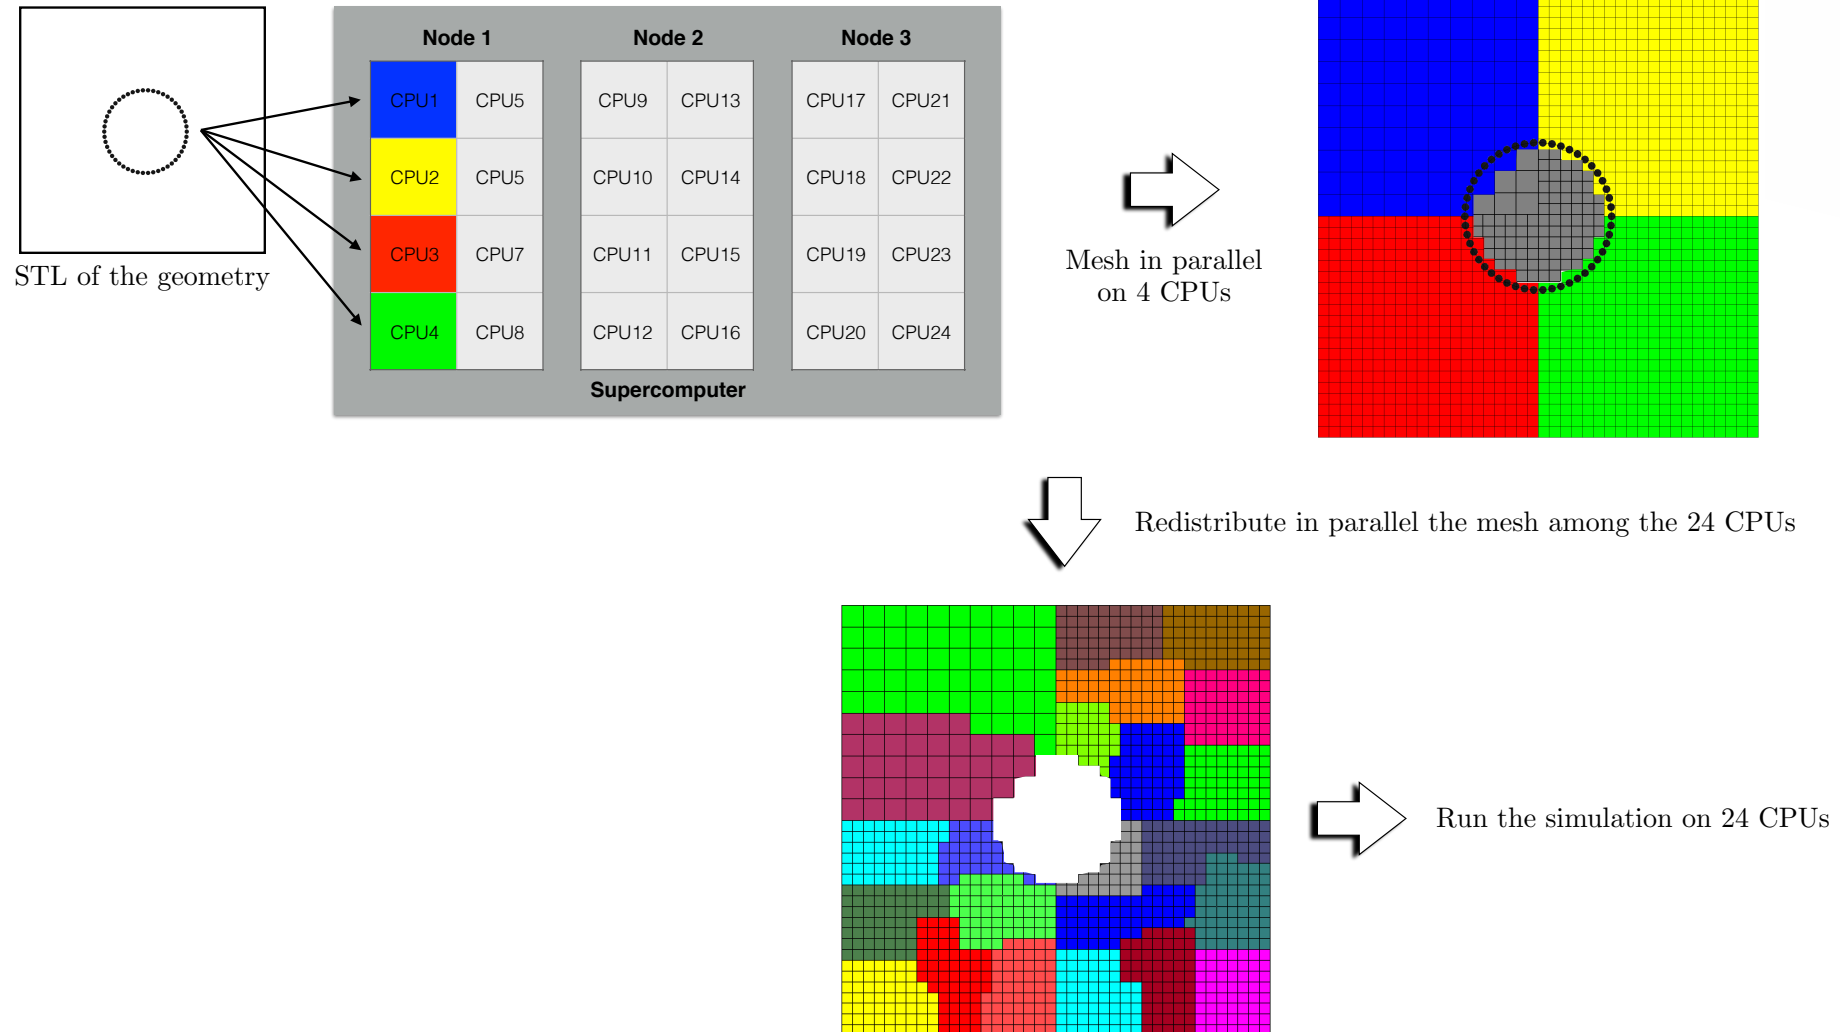 Node 1 Node 2 Node 3
CPU1 CPU5 CPU9 CPU13 CPU17 CPU21
CPU2 CPU5 CPU10 CPU14 CPU18 CPU22
CPU3 CPU7 CPU11 CPU15 CPU19 CPU23
CPU4 CPU8 CPU12 CPU16 CPU20 CPU24
Supercomputer
STL of the geometry
Mesh in parallel
on 4 CPUs
Redistribute in parallel the mesh among the 24 CPUs
Run the simulation on 24 CPUs